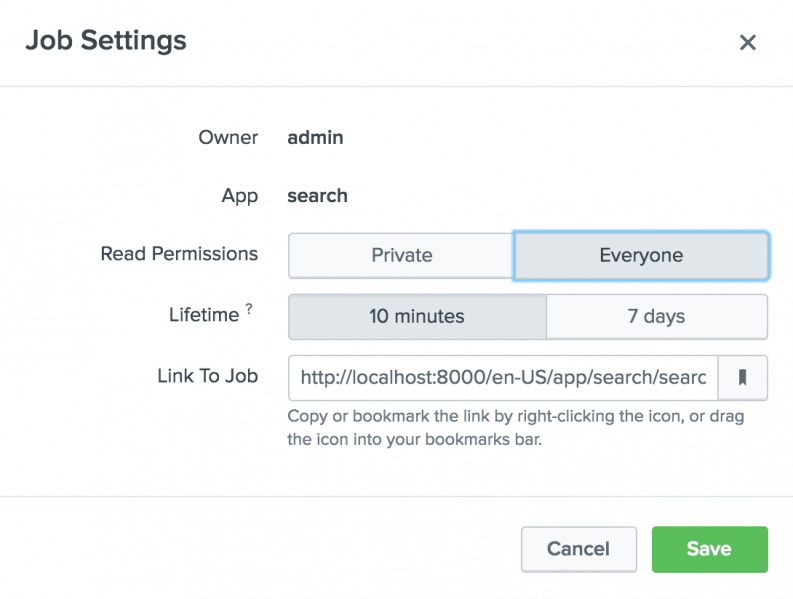 Job Settings
Owner admin
App search
Read Permissions Private Everyone
Lifetime ? 10 minutes 7 days
Link To Job http://localhost:8000/en-US/app/search/searc
Copy or bookmark the link by right-clicking the icon, or drag
the icon into your bookmarks bar.
Cancel Save